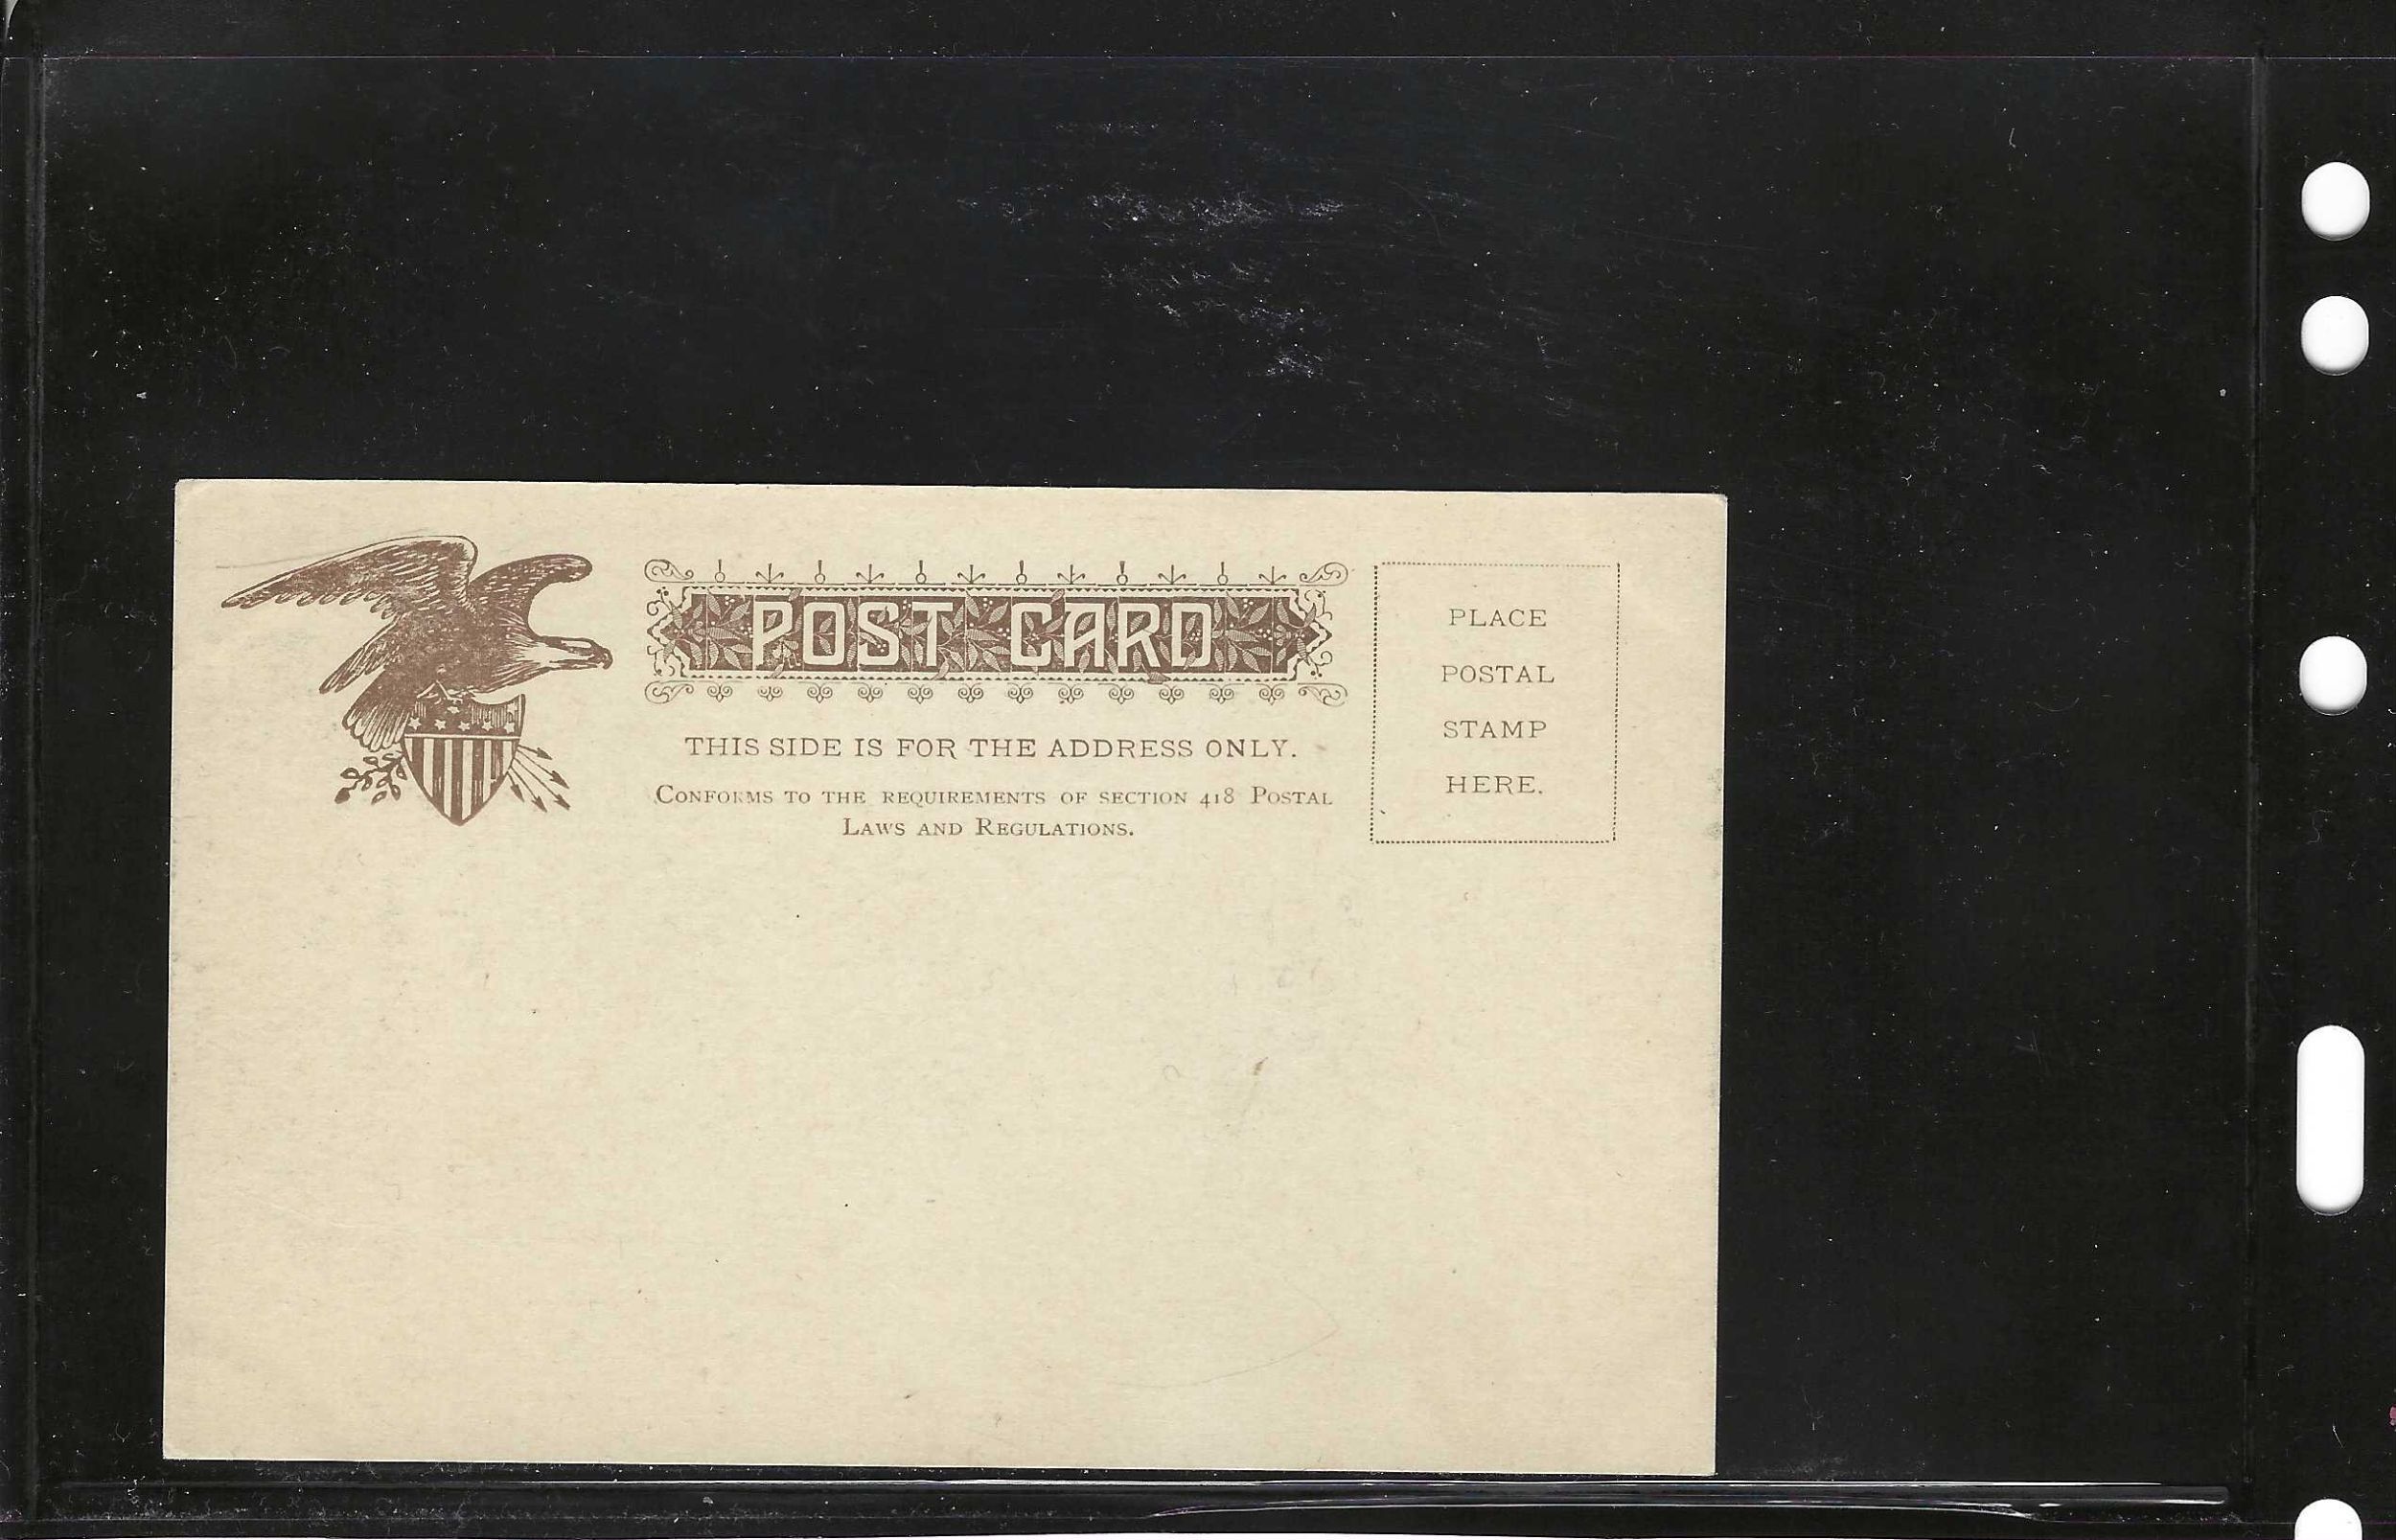 POST CARD
THIS SIDE IS FOR THE ADDRESS ONLY.
CONFORMS TO THE REQUIREMENTS OF SECTION 418 POSTAL
LAWS AND REGULATIONS.
PLACE
POSTAL
STAMP
HERE.